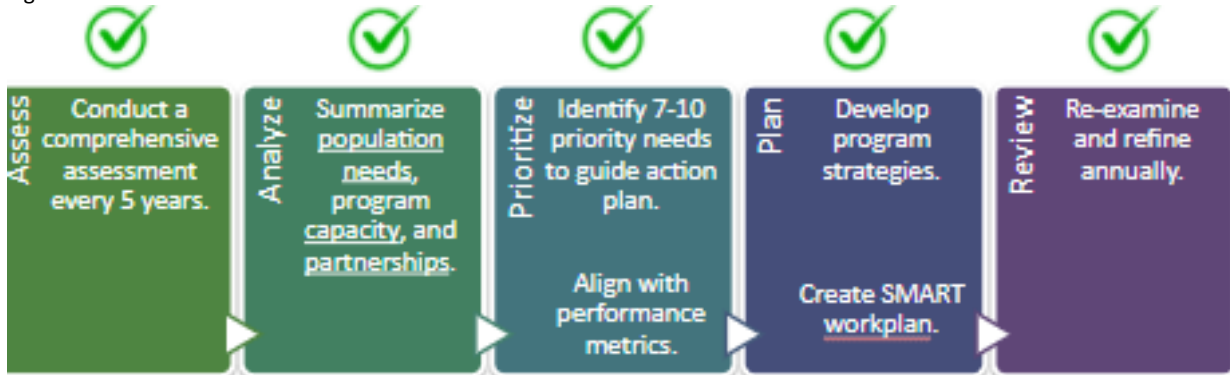 Assess
Conduct a
comprehensive
assessment
every 5 years.
Analyze
Summarize
population
needs,
program
capacity, and
partnerships.
Prioritize
Identify 7-10
priority needs
to guide action
plan.
Align with
performance
metrics.
Plan
Develop
program
strategies.
Create SMART
workplan.
Review
Re-examine
and refine
annually.